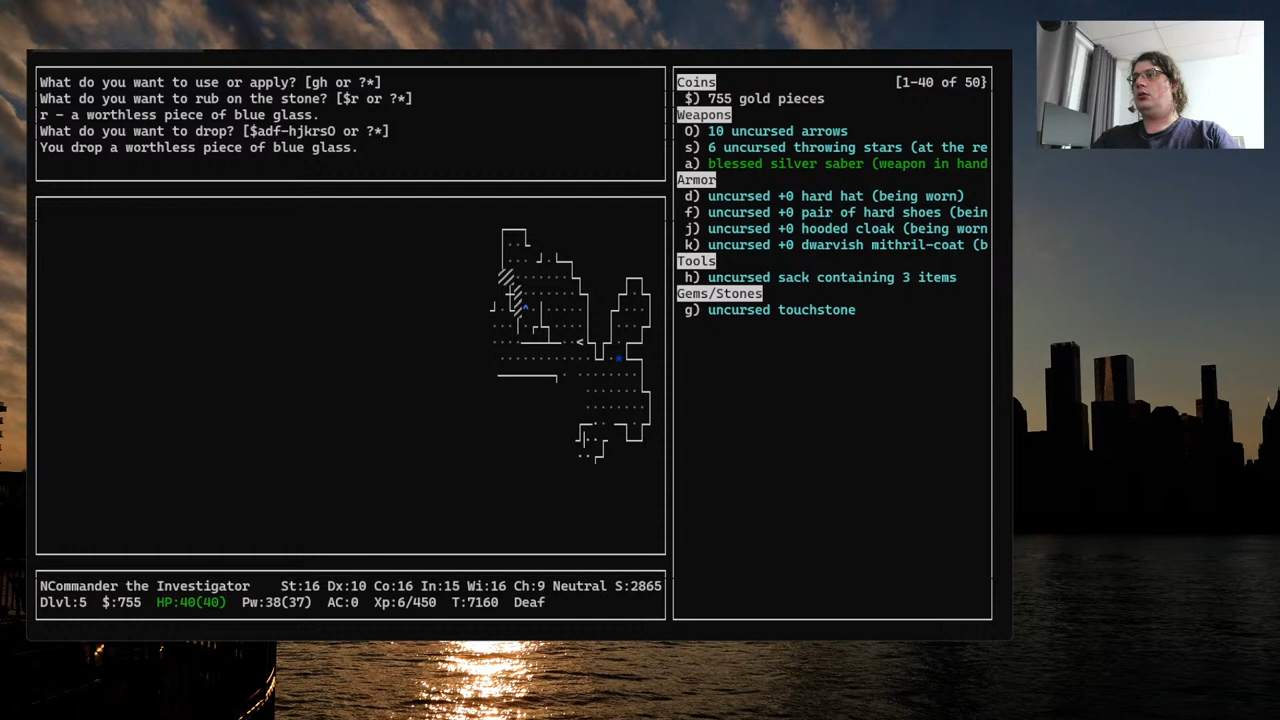 What do you want to use or apply? [gh or ?*]
What do you want to rub on the stone? [$r or ?*]
r - a worthless piece of blue glass.
What do you want to drop? [$adf-hjkrsO or ?*]
You drop a worthless piece of blue glass.
Coins [1-40 of 50}
$) 755 gold pieces
Weapons
O) 10 uncursed arrows
s) 6 uncursed throwing stars (at the re
a) blessed silver saber (weapon in hand
Armor
d) uncursed +0 hard hat (being worn)
f) uncursed +0 pair of hard shoes (bein
j) uncursed +0 hooded cloak (being worn
k) uncursed +0 dwarvish mithril-coat (b
Tools
h) uncursed sack containing 3 items
Gems/Stones
g) uncursed touchstone
NCommander the Investigator St:16 Dx:10 Co:16 In:15 Wi:16 Ch:9 Neutral S:2865
Dlvl:5 $:755 HP:40(40) Pw:38(37) AC:0 Xp:6/450 T:7160 Deaf